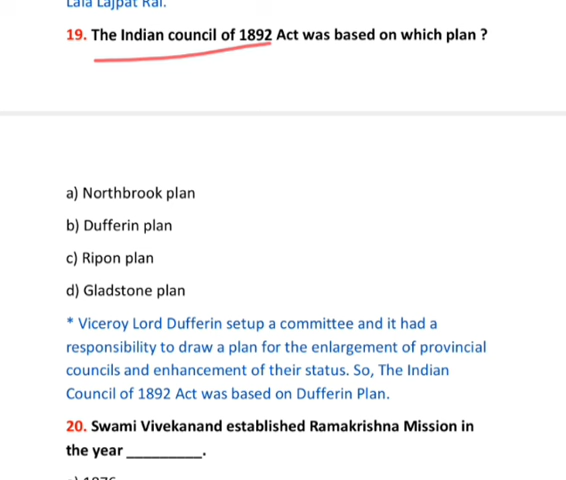 Lala Lajpat Rai.
19. The Indian council of 1892 Act was based on which plan ?
a) Northbrook plan
b) Dufferin plan
c) Ripon plan
d) Gladstone plan
* Viceroy Lord Dufferin setup a committee and it had a
responsibility to draw a plan for the enlargement of provincial
councils and enhancement of their status. So, The Indian
Council of 1892 Act was based on Dufferin Plan.
20. Swami Vivekanand established Ramakrishna Mission in
the year _________.